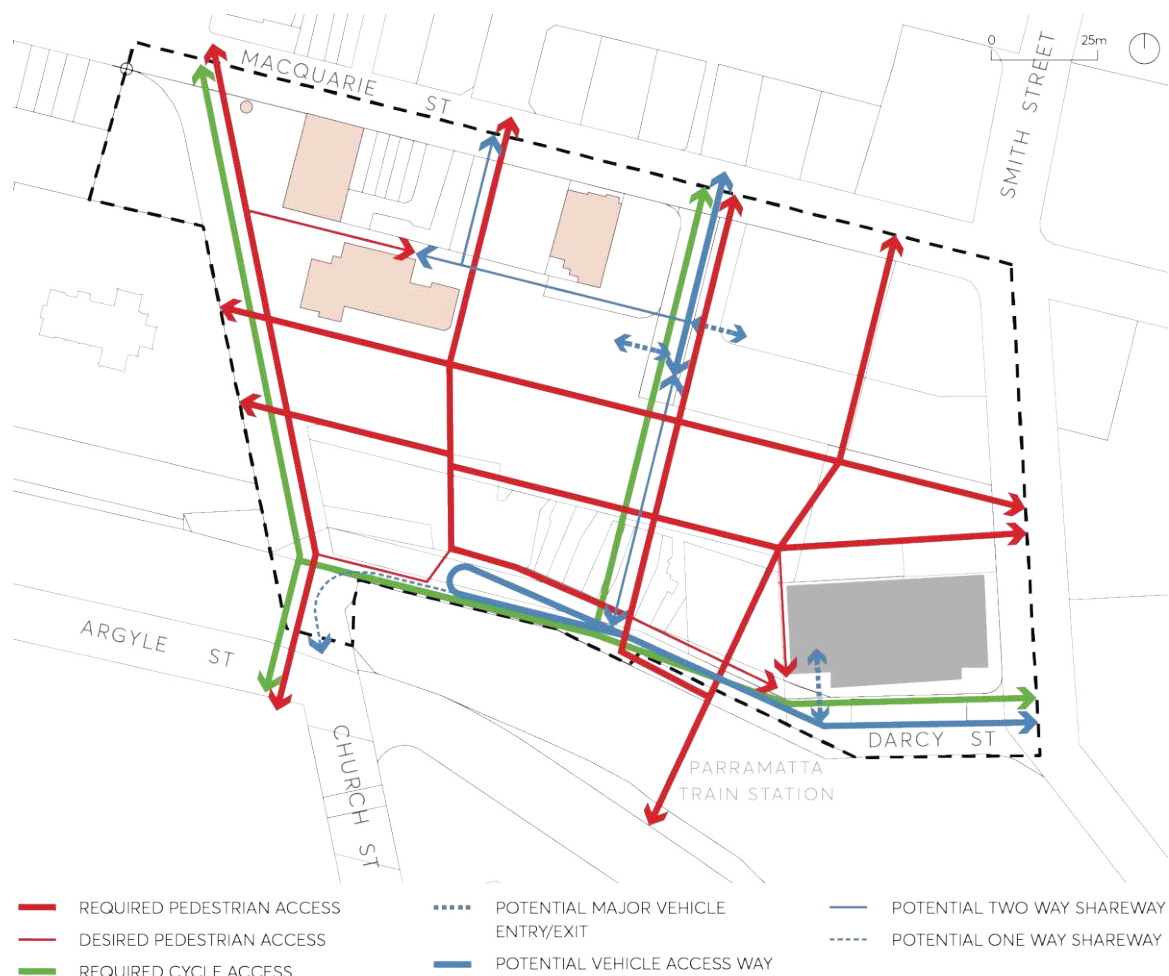 MACQUARIE ST
0 25m
SMITH STREET
ARGYLE ST
CHURCH ST
DARCY ST
PARRAMATTA
TRAIN STATION
REQUIRED PEDESTRIAN ACCESS
DESIRED PEDESTRIAN ACCESS
REQUIRED CYCLE ACCESS
POTENTIAL MAJOR VEHICLE
ENTRY/EXIT
POTENTIAL VEHICLE ACCESS WAY
POTENTIAL TWO WAY SHAREWAY
POTENTIAL ONE WAY SHAREWAY